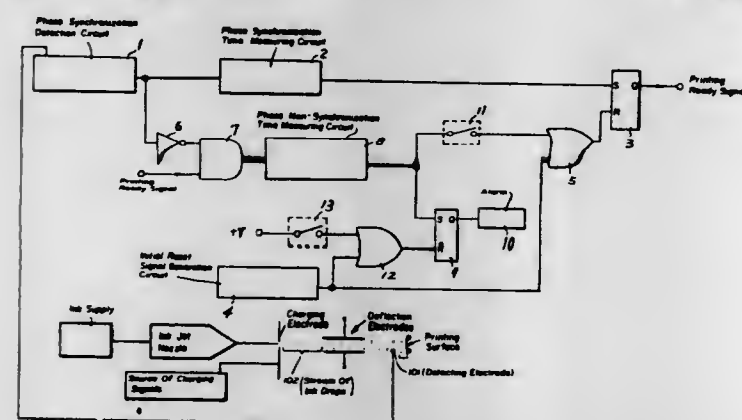 Phase Synchronization
Detection Circuit
1
Phase Synchronization
Time Measuring Circuit
2
S Q
R
3
Printing
Ready Signal
6
7
Phase Non-Synchronization
Time Measuring Circuit
8
11
5
Printing
Ready Signal
+V
13
12
S Q
R
9
Alarm
10
Initial Reset
Signal Generation
Circuit
4
Ink Supply
Ink Jet
Nozzle
Charging
Electrode
Deflection
Electrodes
Printing
Surface
Source Of Charging
Signals
102 (Stream Of
Ink Drops)
101 (Detecting Electrode)